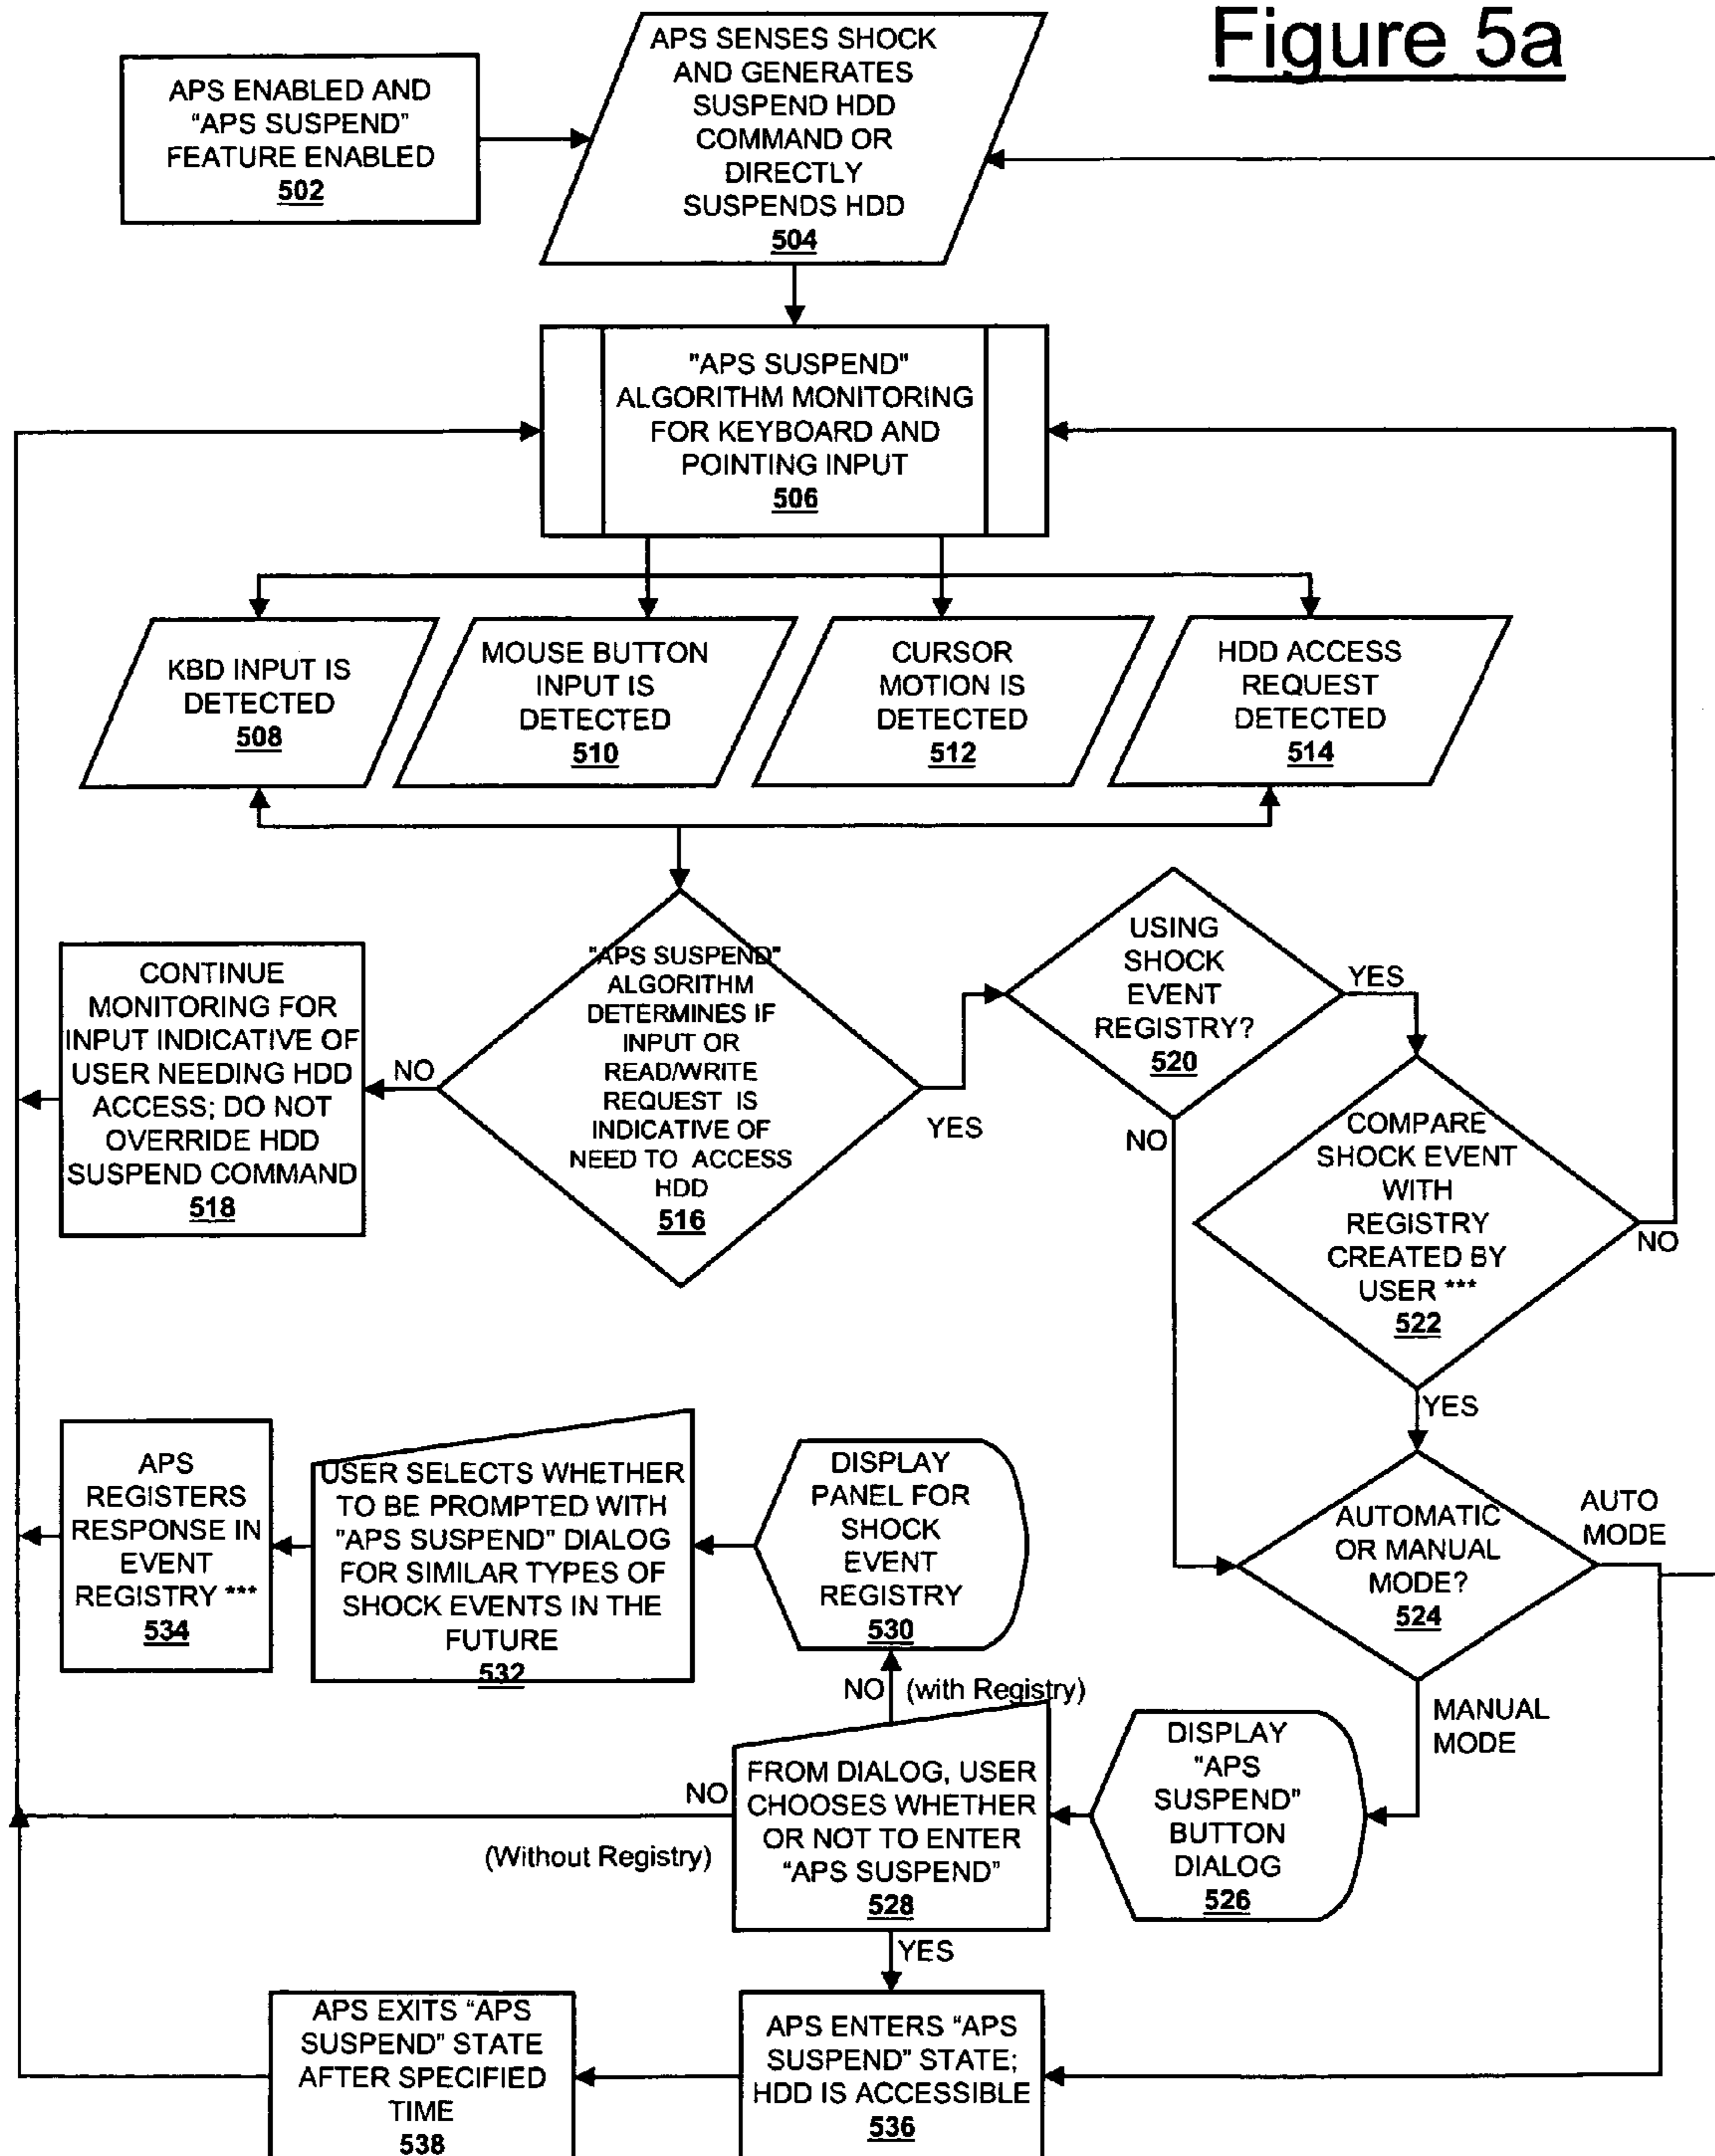 Figure 5a
APS ENABLED AND
“APS SUSPEND”
FEATURE ENABLED
502
APS SENSES SHOCK
AND GENERATES
SUSPEND HDD
COMMAND OR
DIRECTLY
SUSPENDS HDD
504
"APS SUSPEND"
ALGORITHM MONITORING
FOR KEYBOARD AND
POINTING INPUT
506
KBD INPUT IS
DETECTED
508
MOUSE BUTTON
INPUT IS
DETECTED
510
CURSOR
MOTION IS
DETECTED
512
HDD ACCESS
REQUEST
DETECTED
514
"APS SUSPEND"
ALGORITHM
DETERMINES IF
INPUT OR
READ/WRITE
REQUEST IS
INDICATIVE OF
NEED TO ACCESS
HDD
516
NO
YES
CONTINUE
MONITORING FOR
INPUT INDICATIVE OF
USER NEEDING HDD
ACCESS; DO NOT
OVERRIDE HDD
SUSPEND COMMAND
518
USING
SHOCK
EVENT
REGISTRY?
520
YES
NO
COMPARE
SHOCK EVENT
WITH
REGISTRY
CREATED BY
USER ***
522
NO
YES
AUTOMATIC
OR MANUAL
MODE?
524
AUTO
MODE
MANUAL
MODE
DISPLAY
"APS
SUSPEND"
BUTTON
DIALOG
526
FROM DIALOG, USER
CHOOSES WHETHER
OR NOT TO ENTER
“APS SUSPEND”
528
NO
(Without Registry)
NO (with Registry)
YES
DISPLAY
PANEL FOR
SHOCK
EVENT
REGISTRY
530
USER SELECTS WHETHER
TO BE PROMPTED WITH
"APS SUSPEND" DIALOG
FOR SIMILAR TYPES OF
SHOCK EVENTS IN THE
FUTURE
532
APS
REGISTERS
RESPONSE IN
EVENT
REGISTRY ***
534
APS ENTERS “APS
SUSPEND” STATE;
HDD IS ACCESSIBLE
536
APS EXITS “APS
SUSPEND” STATE
AFTER SPECIFIED
TIME
538